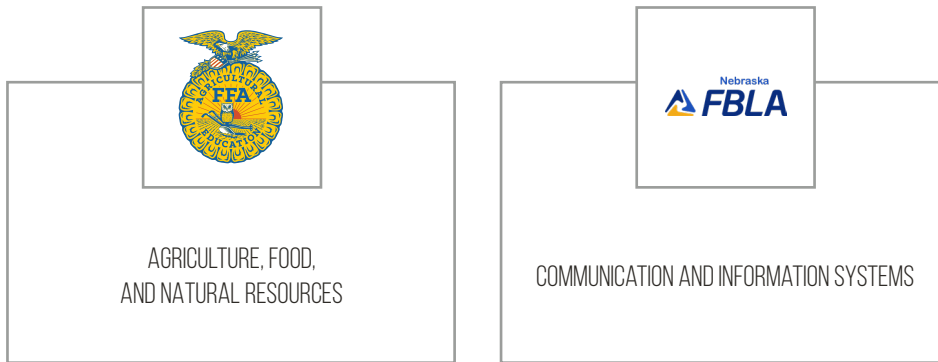 AGRICULTURAL
FFA
EDUCATION
AGRICULTURE, FOOD,
AND NATURAL RESOURCES
Nebraska
FBLA
COMMUNICATION AND INFORMATION SYSTEMS